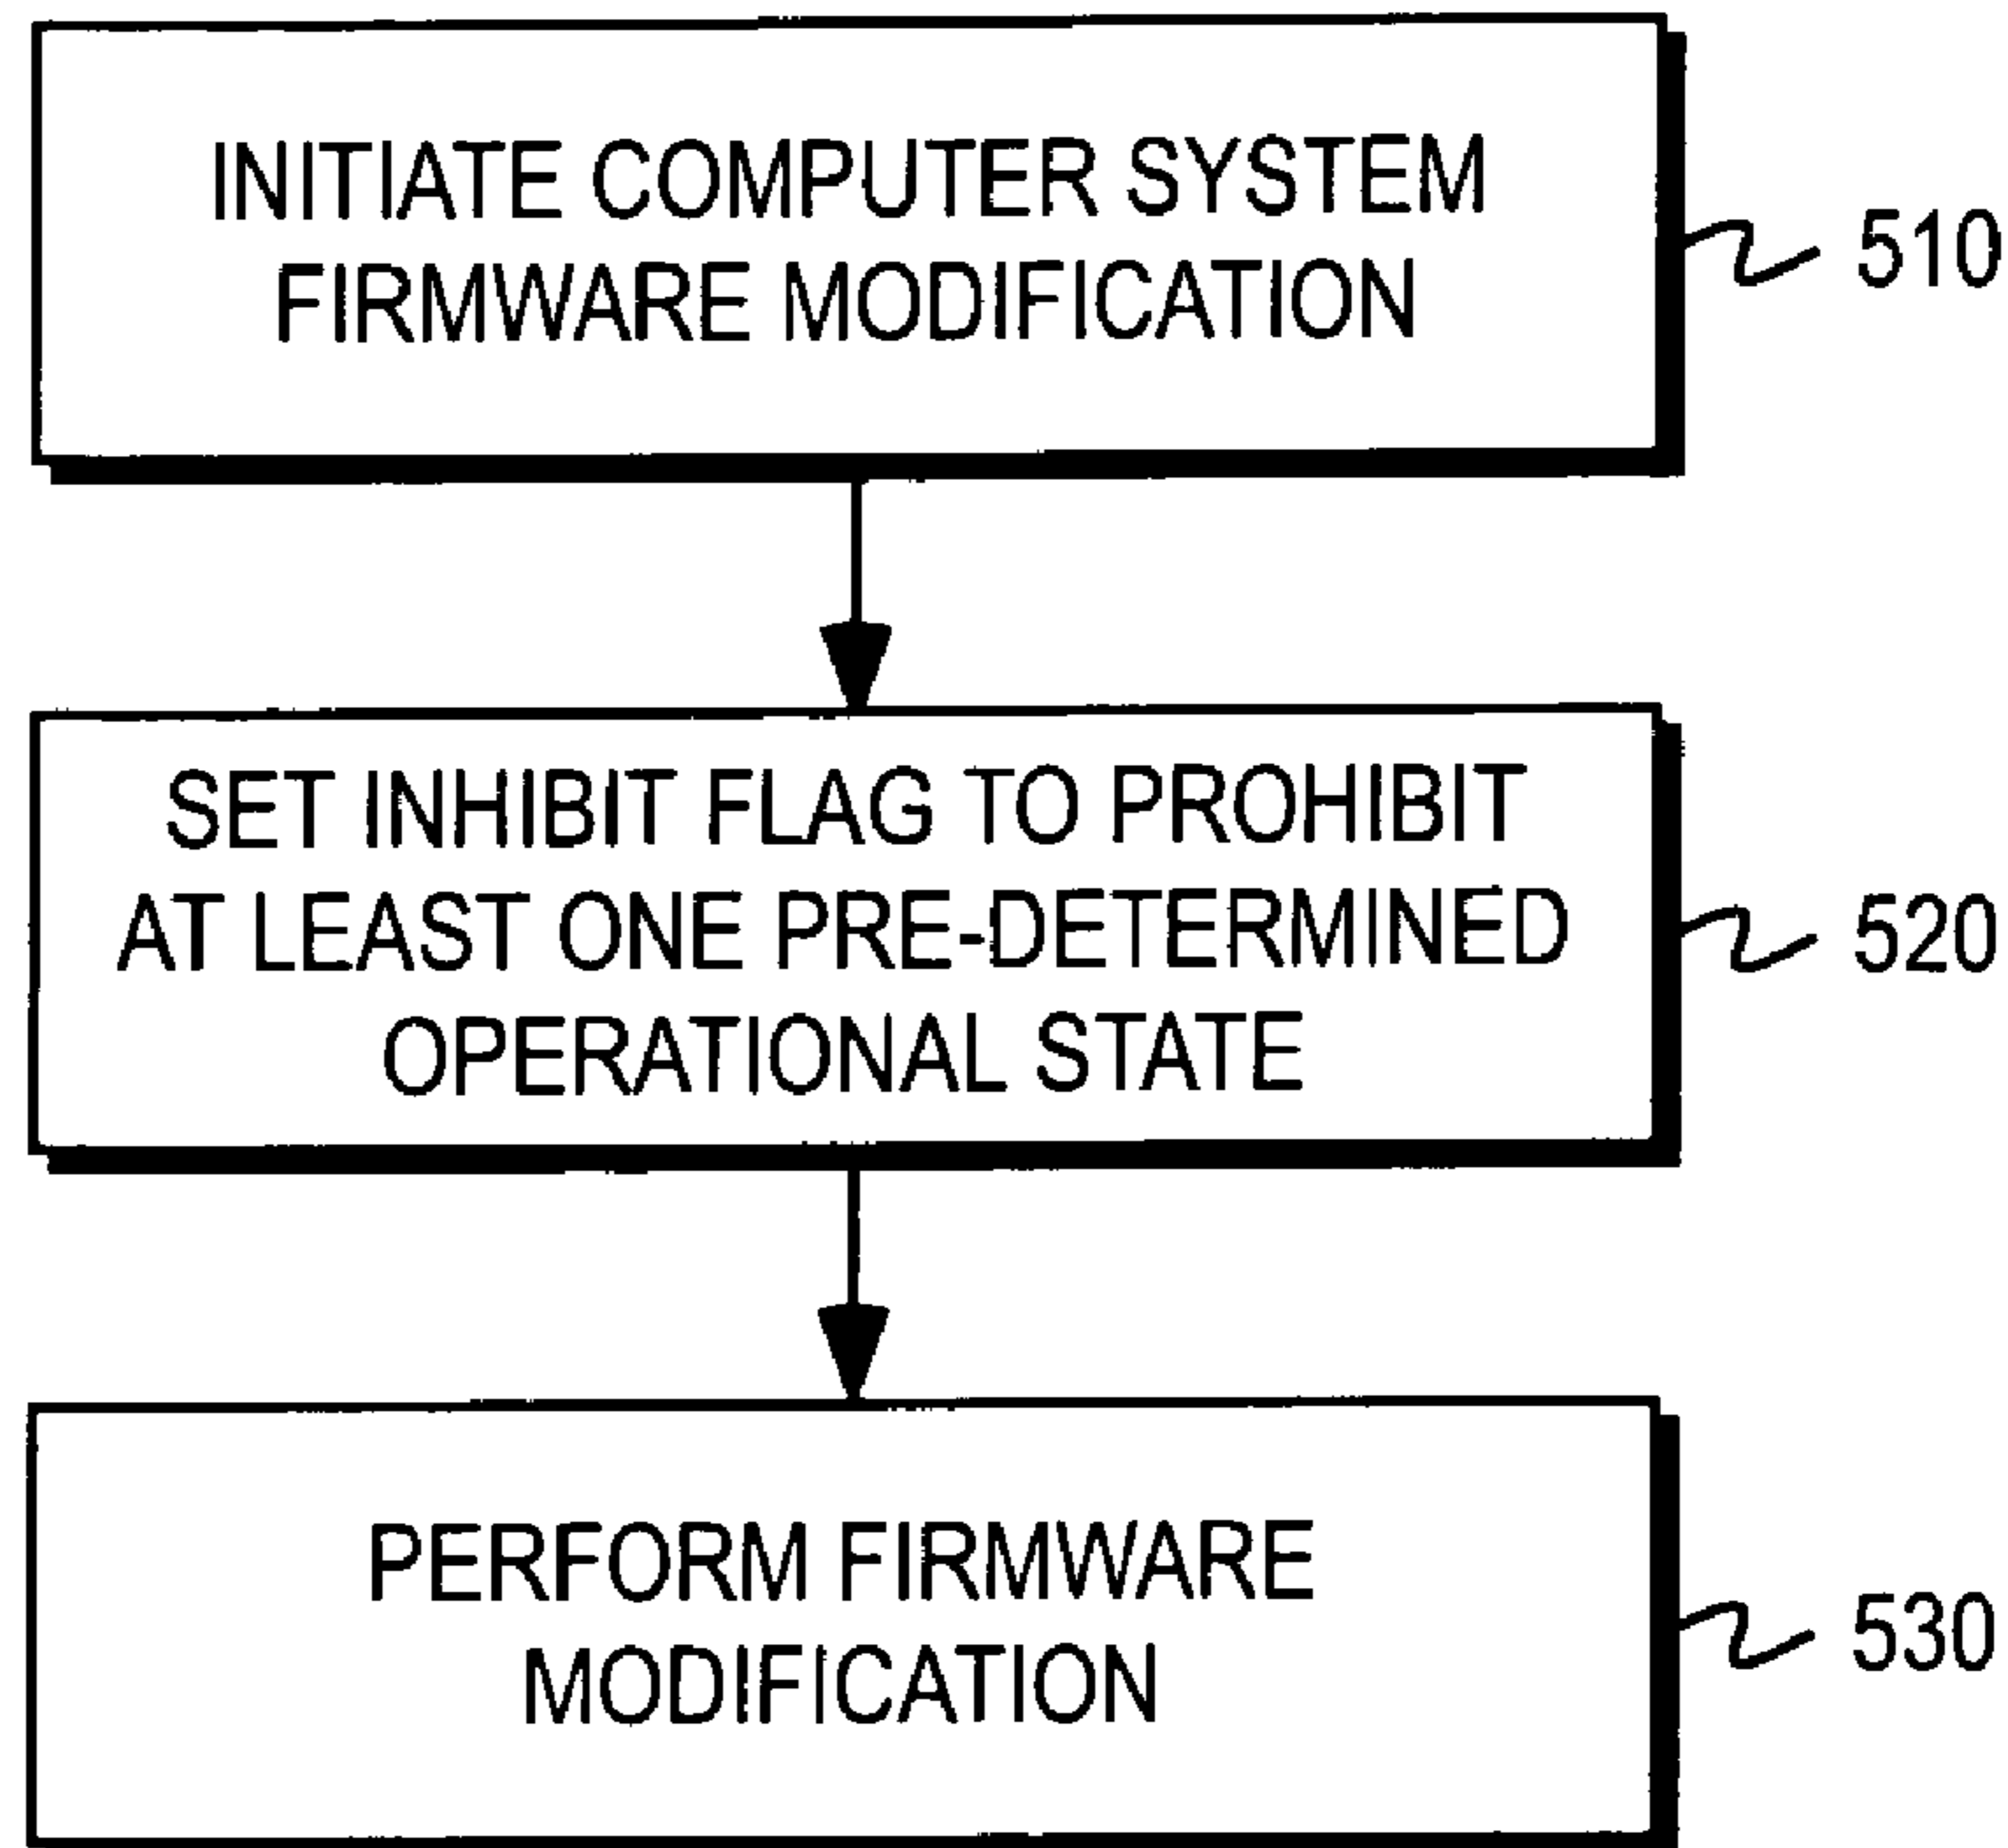 INITIATE COMPUTER SYSTEM
FIRMWARE MODIFICATION
510
SET INHIBIT FLAG TO PROHIBIT
AT LEAST ONE PRE-DETERMINED
OPERATIONAL STATE
520
PERFORM FIRMWARE
MODIFICATION
530